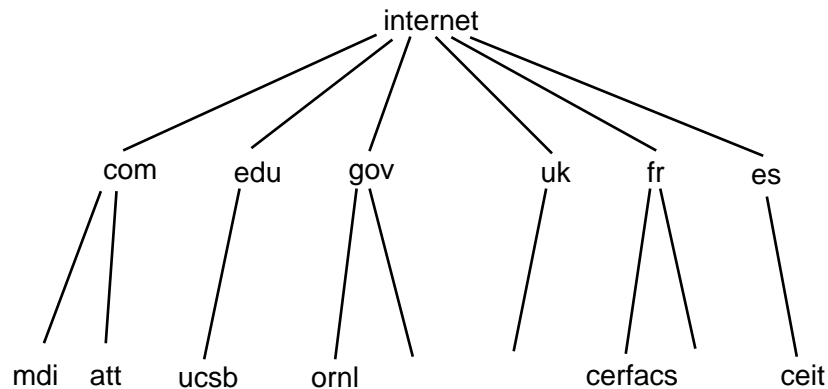 internet
com edu gov uk fr es
mdi att ucsb ornl cerfacs ceit